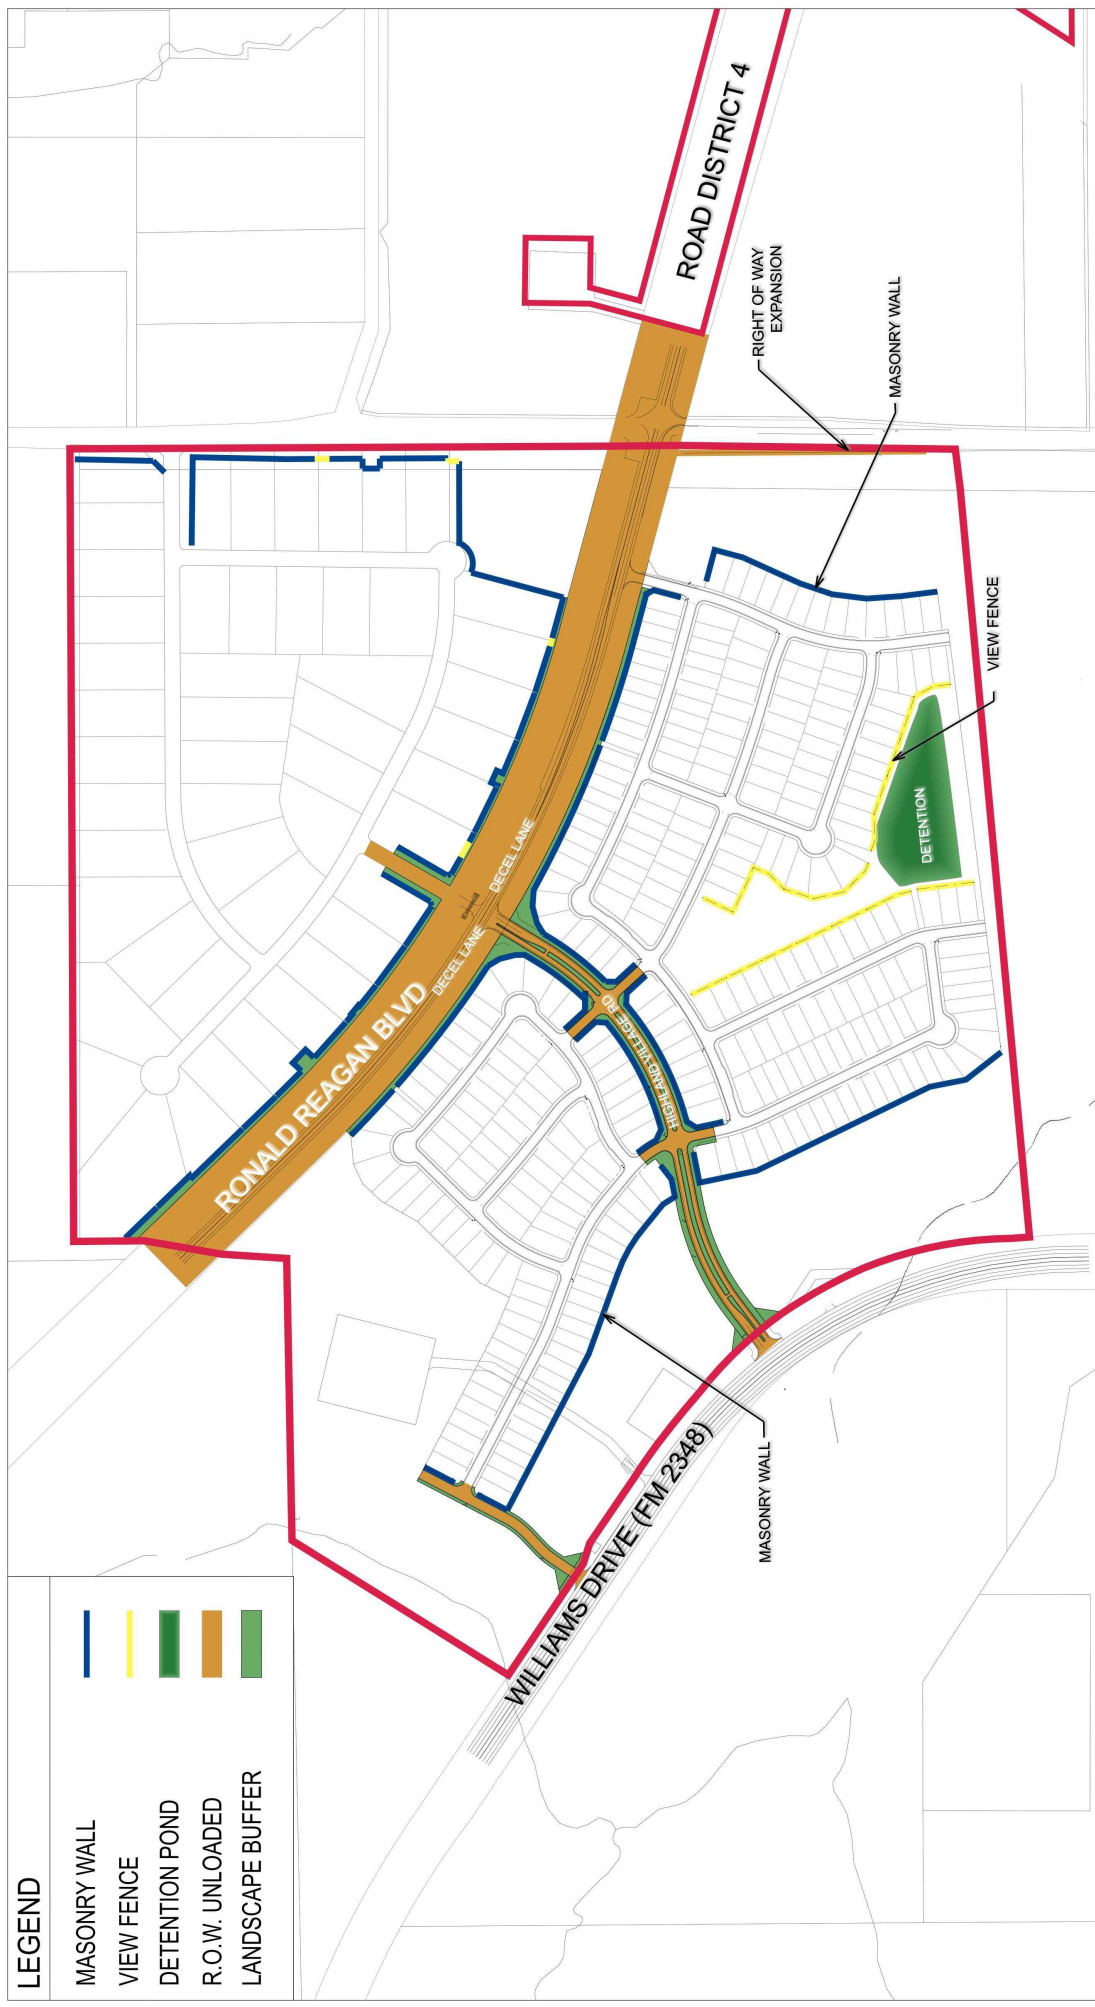 LEGEND
MASONRY WALL
VIEW FENCE
DETENTION POND
R.O.W. UNLOADED
LANDSCAPE BUFFER
RONALD REAGAN BLVD
DECEL LANE
DECEL LANE
ROAD DISTRICT 4
RIGHT OF WAY
EXPANSION
MASONRY WALL
VIEW FENCE
DETENTION
HIGHLAND VILLAGE RD
WILLIAMS DRIVE (FM 2348)
MASONRY WALL